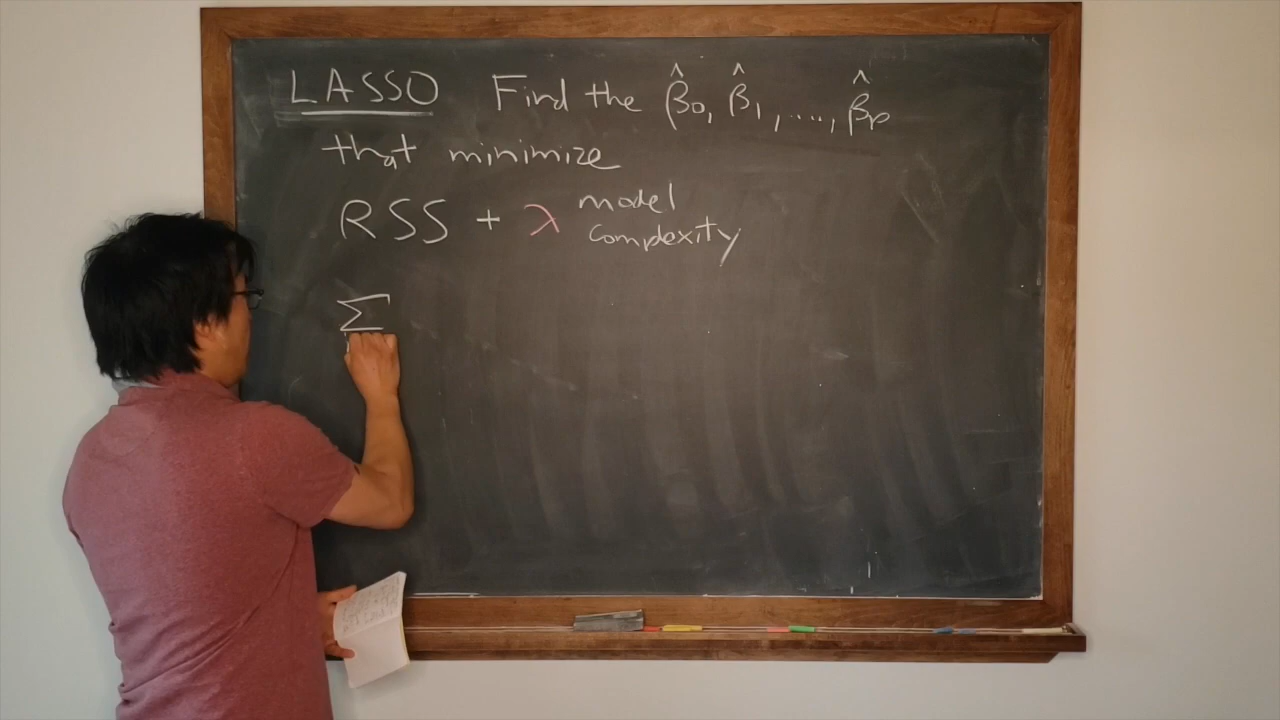 LASSO Find the β̂0, β̂1, ...., β̂p
that minimize
RSS + λ model
complexity
Σ